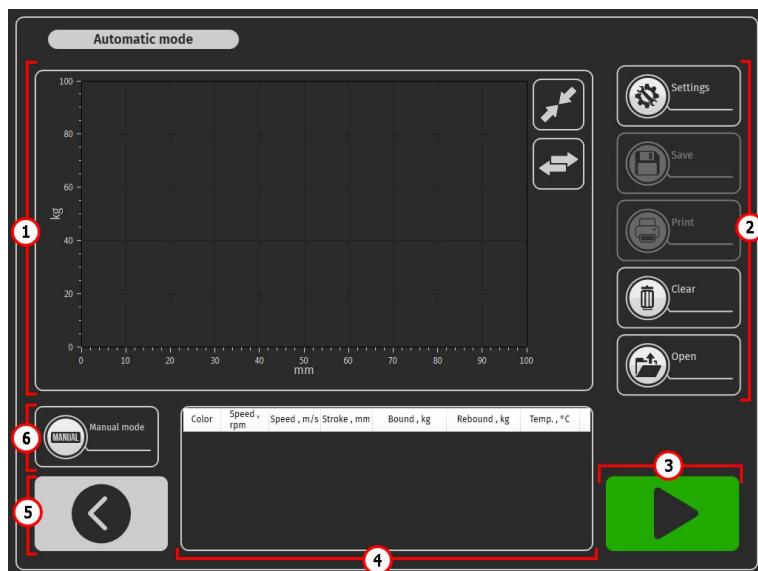 Automatic mode
100
80
60
40
20
0
kg
0 10 20 30 40 50 60 70 80 90 100
mm
1
Settings
Save
Print
Clear
Open
2
MANUAL
Manual mode
6
Color
Speed ,
rpm
Speed , m/s
Stroke , mm
Bound , kg
Rebound , kg
Temp. , °C
3
5
4